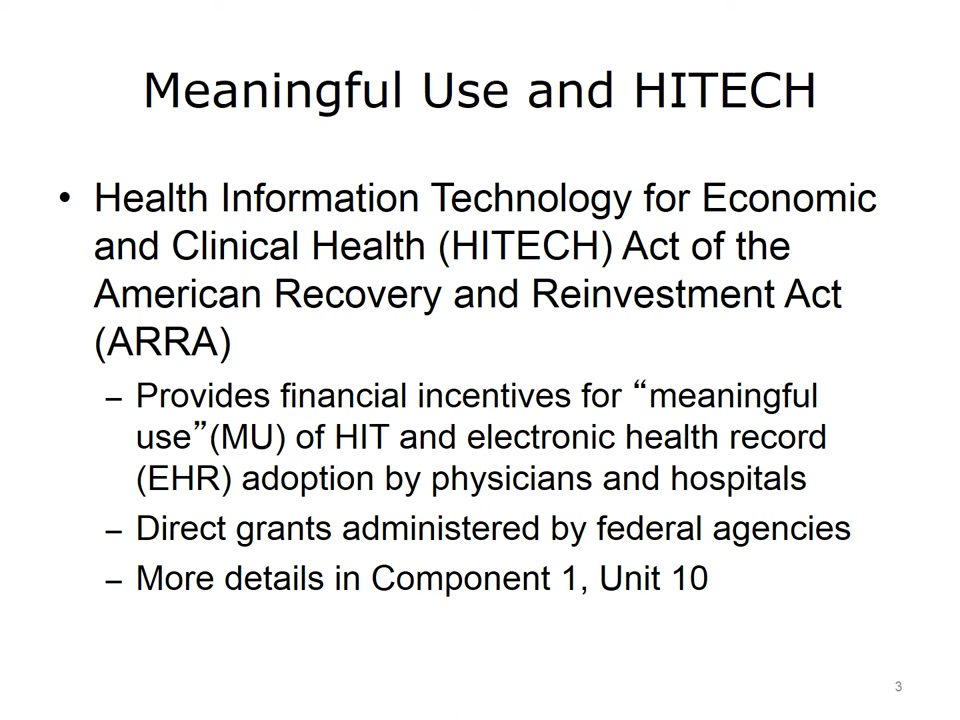 Meaningful Use and HITECH
• Health Information Technology for Economic
and Clinical Health (HITECH) Act of the
American Recovery and Reinvestment Act
(ARRA)
– Provides financial incentives for “meaningful
use”(MU) of HIT and electronic health record
(EHR) adoption by physicians and hospitals
– Direct grants administered by federal agencies
– More details in Component 1, Unit 10
3